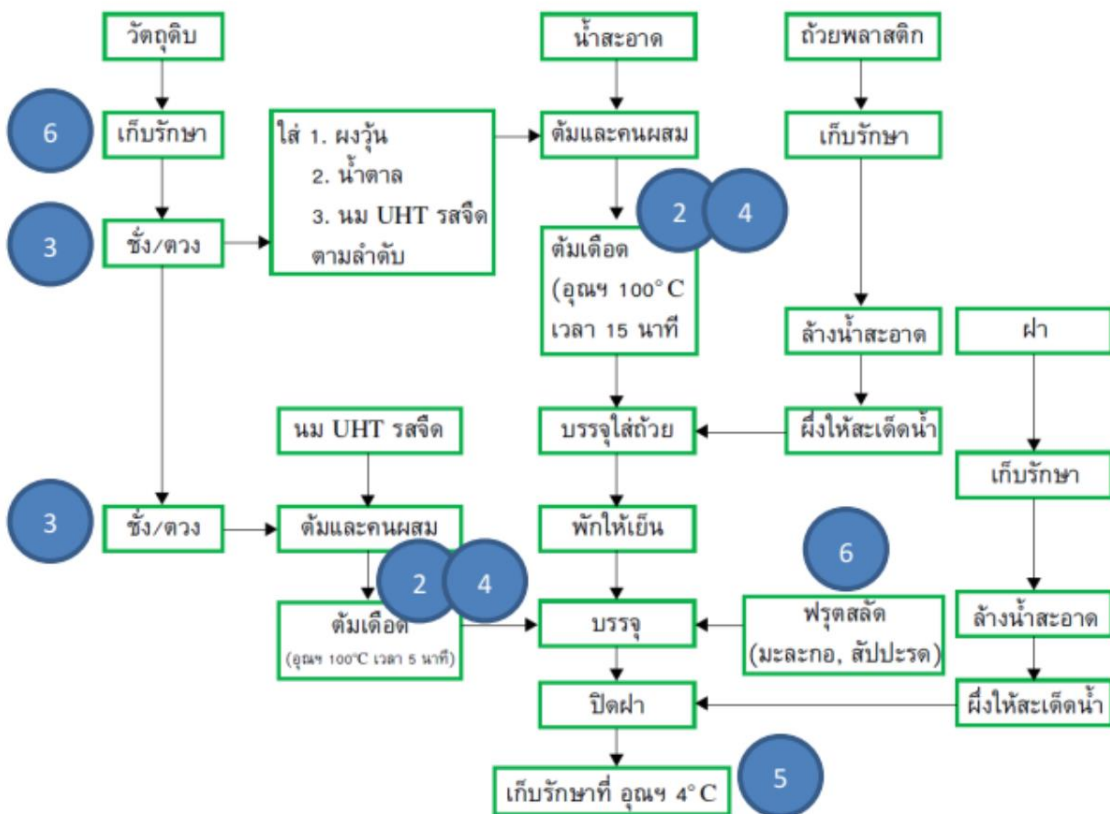 วัตถุดิบ
น้ำสะอาด
ถ้วยพลาสติก
6
เก็บรักษา
ใส่ 1. ผงวุ้น
2. น้ำตาล
3. นม UHT รสจืด
ตามลำดับ
ต้มและคนผสม
เก็บรักษา
3
ชั่ง/ตวง
2
4
ต้มเดือด
(อุณฯ 100°C
เวลา 15 นาที
ล้างน้ำสะอาด
ฝา
นม UHT รสจืด
บรรจุใส่ถ้วย
ผึ่งให้สะเด็ดน้ำ
เก็บรักษา
3
ชั่ง/ตวง
ต้มและคนผสม
พักให้เย็น
2
4
6
ต้มเดือด
(อุณฯ 100°C เวลา 5 นาที)
บรรจุ
ฟรุตสลัด
(มะละกอ, สัปปะรด)
ล้างน้ำสะอาด
ปิดฝา
ผึ่งให้สะเด็ดน้ำ
เก็บรักษาที่ อุณฯ 4°C
5